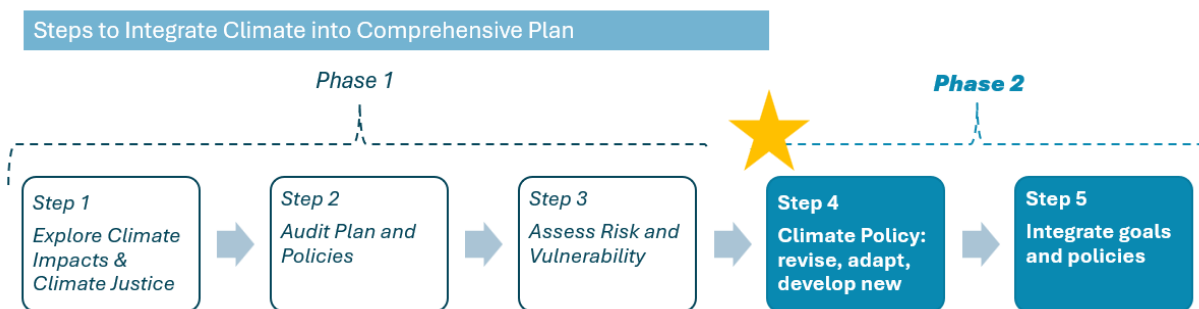 Steps to Integrate Climate into Comprehensive Plan
Phase 1
Phase 2
Step 1
Explore Climate
Impacts &
Climate Justice
Step 2
Audit Plan and
Policies
Step 3
Assess Risk and
Vulnerability
Step 4
Climate Policy:
revise, adapt,
develop new
Step 5
Integrate goals
and policies